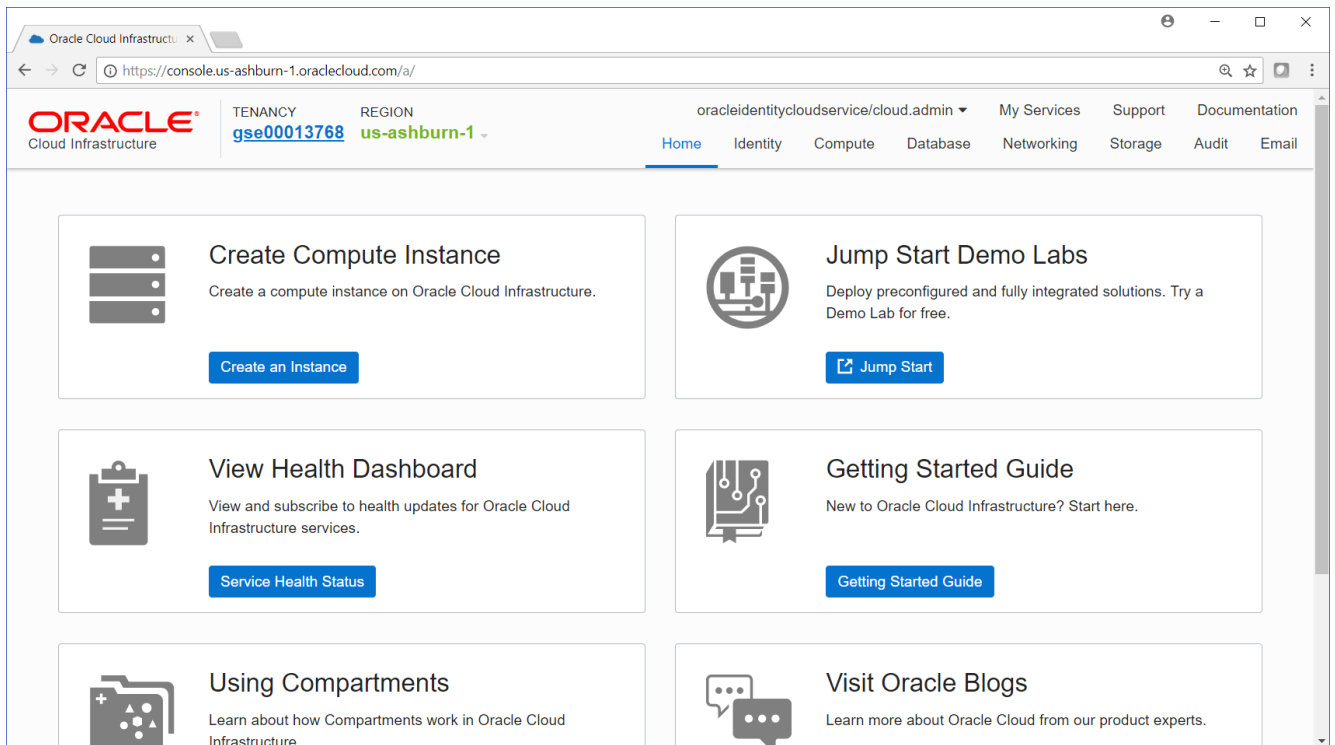 Oracle Cloud Infrastructu
https://console.us-ashburn-1.oraclecloud.com/a/
ORACLE
Cloud Infrastructure
TENANCY
gse00013768
REGION
us-ashburn-1
oracleidentitycloudservice/cloud.admin My Services Support Documentation
Home Identity Compute Database Networking Storage Audit Email
Create Compute Instance
Create a compute instance on Oracle Cloud Infrastructure.
Create an Instance
Jump Start Demo Labs
Deploy preconfigured and fully integrated solutions. Try a
Demo Lab for free.
Jump Start
View Health Dashboard
View and subscribe to health updates for Oracle Cloud
Infrastructure services.
Service Health Status
Getting Started Guide
New to Oracle Cloud Infrastructure? Start here.
Getting Started Guide
Using Compartments
Learn about how Compartments work in Oracle Cloud
Infrastructure
Visit Oracle Blogs
Learn more about Oracle Cloud from our product experts.